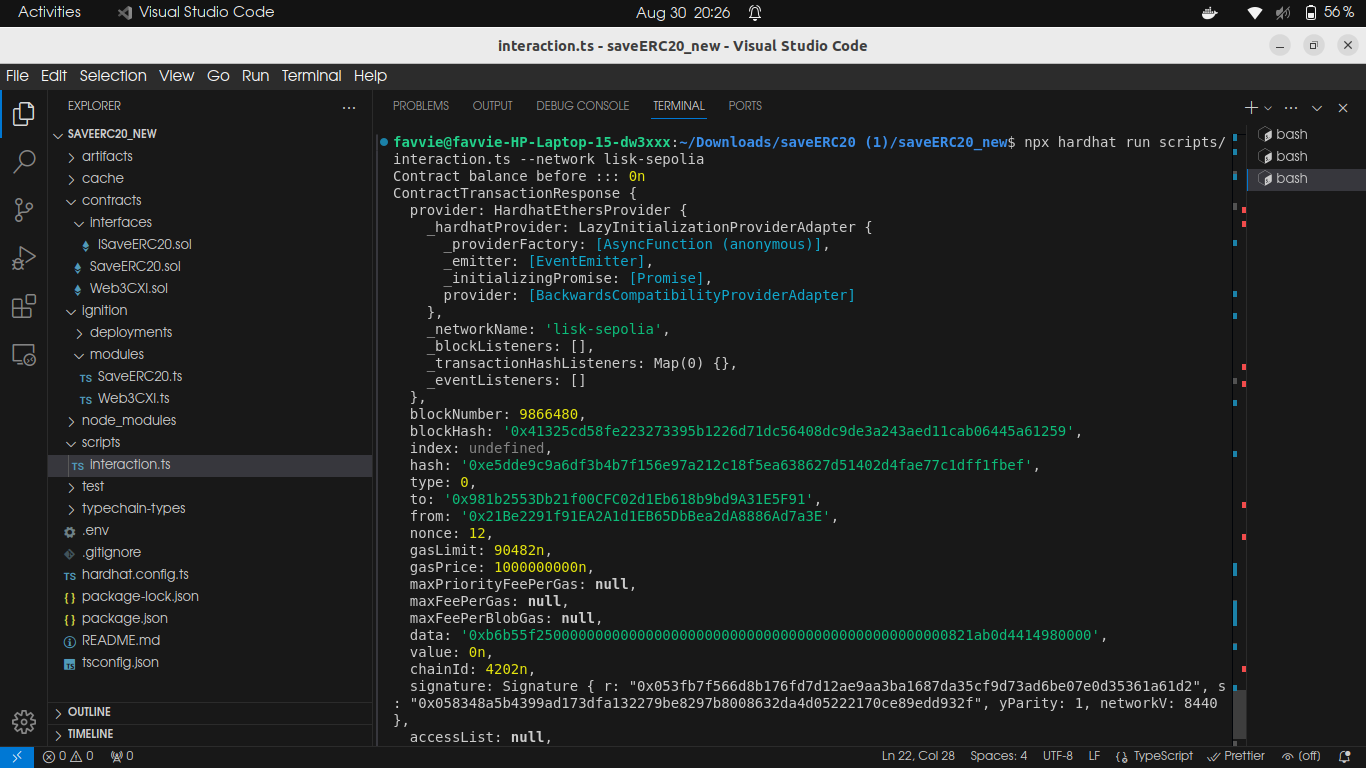 Activities
Visual Studio Code
Aug 30 20:26
56 %
interaction.ts - saveERC20_new - Visual Studio Code
File Edit Selection View Go Run Terminal Help
EXPLORER
SAVEERC20_NEW
artifacts
cache
contracts
interfaces
ISaveERC20.sol
SaveERC20.sol
Web3CXI.sol
ignition
deployments
modules
TS SaveERC20.ts
TS Web3CXI.ts
node_modules
scripts
TS interaction.ts
test
typechain-types
.env
.gitignore
TS hardhat.config.ts
{} package-lock.json
{} package.json
README.md
tsconfig.json
OUTLINE
TIMELINE
PROBLEMS OUTPUT DEBUG CONSOLE TERMINAL PORTS
favvie@favvie-HP-Laptop-15-dw3xxx:~/Downloads/saveERC20 (1)/saveERC20_new$ npx hardhat run scripts/
interaction.ts --network lisk-sepolia
Contract balance before ::: 0n
ContractTransactionResponse {
provider: HardhatEthersProvider {
_hardhatProvider: LazyInitializationProviderAdapter {
_providerFactory: [AsyncFunction (anonymous)],
_emitter: [EventEmitter],
_initializingPromise: [Promise],
provider: [BackwardsCompatibilityProviderAdapter]
},
_networkName: 'lisk-sepolia',
_blockListeners: [],
_transactionHashListeners: Map(0) {},
_eventListeners: []
},
blockNumber: 9866480,
blockHash: '0x41325cd58fe223273395b1226d71dc56408dc9de3a243aed11cab06445a61259',
index: undefined,
hash: '0xe5dde9c9a6df3b4b7f156e97a212c18f5ea638627d51402d4fae77c1dff1fbef',
type: 0,
to: '0x981b2553Db21f00CFC02d1Eb618b9bd9A31E5F91',
from: '0x21Be2291f91EA2A1d1EB65DbBea2dA8886Ad7a3E',
nonce: 12,
gasLimit: 90482n,
gasPrice: 1000000000n,
maxPriorityFeePerGas: null,
maxFeePerGas: null,
maxFeePerBlobGas: null,
data: '0xb6b55f250000000000000000000000000000000000000000000000821ab0d4414980000',
value: 0n,
chainId: 4202n,
signature: Signature { r: "0x053fb7f566d8b176fd7d12ae9aa3ba1687da35cf9d73ad6be07e0d35361a61d2", s
: "0x058348a5b4399ad173dfa132279be8297b8008632da4d05222170ce89edd932f", yParity: 1, networkV: 8440
},
accessList: null,
bash
bash
bash
0 0 0
Ln 22, Col 28 Spaces: 4 UTF-8 LF {} TypeScript Prettier (off)